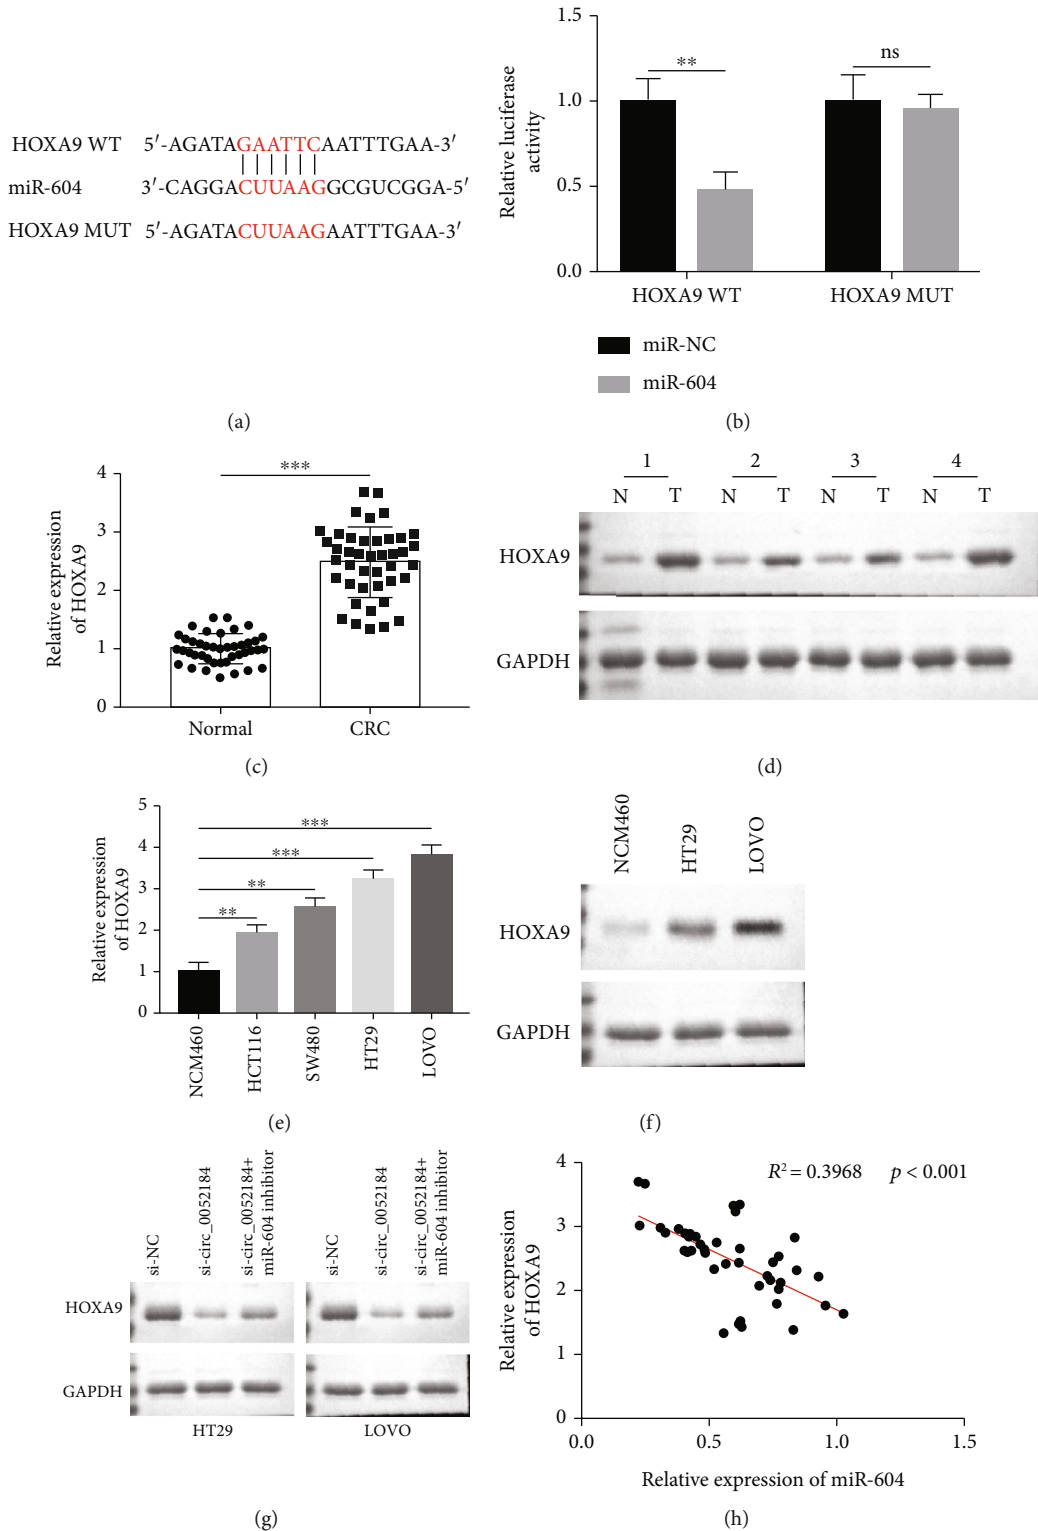 HOXA9 WT 5′-AGATAGAATTCAATTTGAA-3′
miR-604 3′-CAGGACUUAAGGCGUCGGA-5′
HOXA9 MUT 5′-AGATACUUAAGAATTTGAA-3′
(a)
Relative luciferase
activity
1.5
1.0
0.5
0.0
**
ns
HOXA9 WT
HOXA9 MUT
miR-NC
miR-604
(b)
Relative expression
of HOXA9
4
3
2
1
0
***
Normal
CRC
(c)
1 2 3 4
N T N T N T N T
HOXA9
GAPDH
(d)
Relative expression
of HOXA9
5
4
3
2
1
0
***
***
**
**
NCM460
HCT116
SW480
HT29
LOVO
(e)
NCM460
HT29
LOVO
HOXA9
GAPDH
(f)
si-NC
si-circ_0052184
si-circ_0052184+
miR-604 inhibitor
si-NC
si-circ_0052184
si-circ_0052184+
miR-604 inhibitor
HOXA9
GAPDH
HT29
LOVO
(g)
Relative expression
of HOXA9
4
3
2
1
0
R² = 0.3968 p < 0.001
0.0 0.5 1.0 1.5
Relative expression of miR-604
(h)